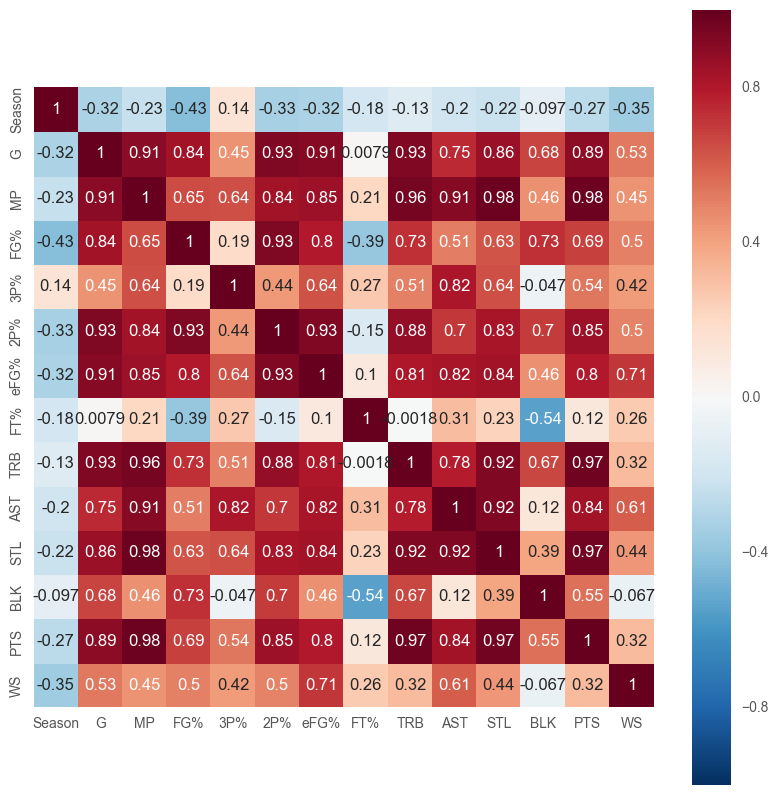 Season 1 -0.32 -0.23 -0.43 0.14 -0.33 -0.32 -0.18 -0.13 -0.2 -0.22 -0.097 -0.27 -0.35
G -0.32 1 0.91 0.84 0.45 0.93 0.91 0.0079 0.93 0.75 0.86 0.68 0.89 0.53
MP -0.23 0.91 1 0.65 0.64 0.84 0.85 0.21 0.96 0.91 0.98 0.46 0.98 0.45
FG% -0.43 0.84 0.65 1 0.19 0.93 0.8 -0.39 0.73 0.51 0.63 0.73 0.69 0.5
3P% 0.14 0.45 0.64 0.19 1 0.44 0.64 0.27 0.51 0.82 0.64 -0.047 0.54 0.42
2P% -0.33 0.93 0.84 0.93 0.44 1 0.93 -0.15 0.88 0.7 0.83 0.7 0.85 0.5
eFG% -0.32 0.91 0.85 0.8 0.64 0.93 1 0.1 0.81 0.82 0.84 0.46 0.8 0.71
FT% -0.18 0.0079 0.21 -0.39 0.27 -0.15 0.1 1 0.0018 0.31 0.23 -0.54 0.12 0.26
TRB -0.13 0.93 0.96 0.73 0.51 0.88 0.81 -0.0018 1 0.78 0.92 0.67 0.97 0.32
AST -0.2 0.75 0.91 0.51 0.82 0.7 0.82 0.31 0.78 1 0.92 0.12 0.84 0.61
STL -0.22 0.86 0.98 0.63 0.64 0.83 0.84 0.23 0.92 0.92 1 0.39 0.97 0.44
BLK -0.097 0.68 0.46 0.73 -0.047 0.7 0.46 -0.54 0.67 0.12 0.39 1 0.55 -0.067
PTS -0.27 0.89 0.98 0.69 0.54 0.85 0.8 0.12 0.97 0.84 0.97 0.55 1 0.32
WS -0.35 0.53 0.45 0.5 0.42 0.5 0.71 0.26 0.32 0.61 0.44 -0.067 0.32 1
Season G MP FG% 3P% 2P% eFG% FT% TRB AST STL BLK PTS WS
0.8
0.4
0.0
−0.4
−0.8